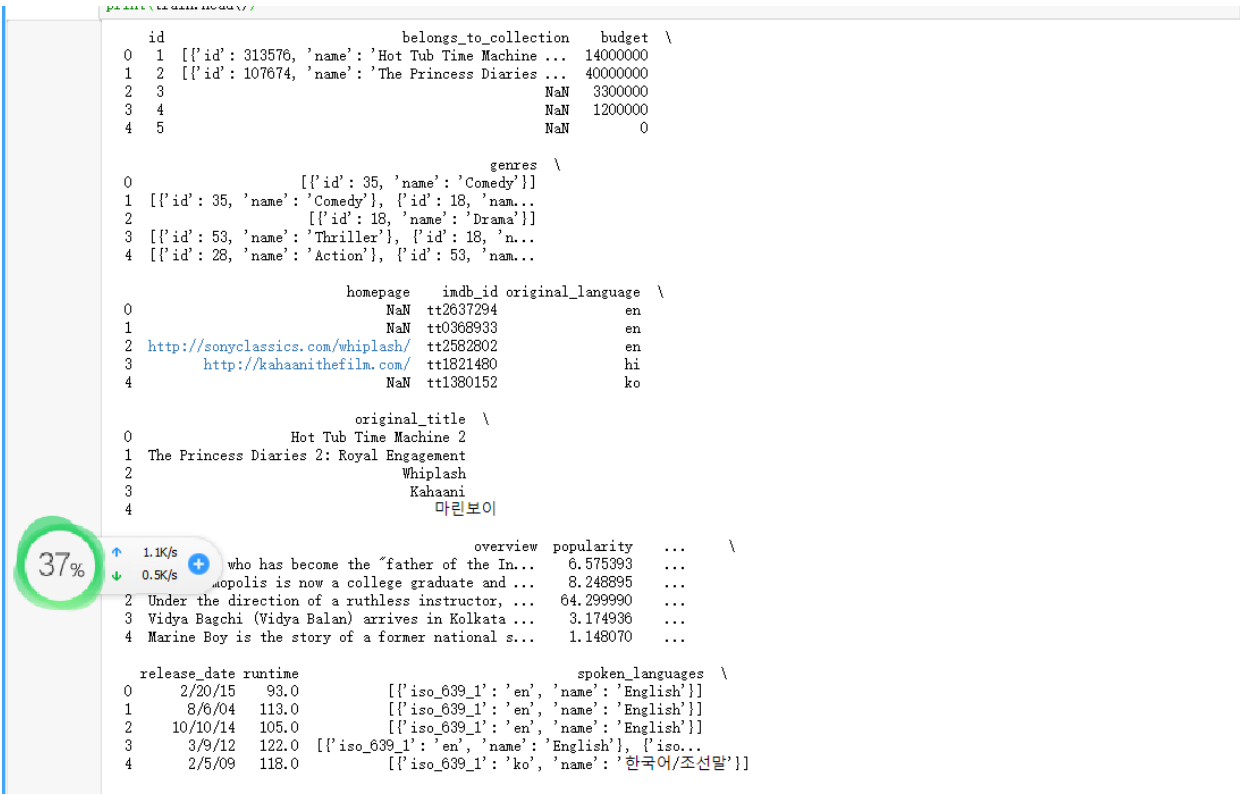 id belongs_to_collection budget \
0 1 [{'id': 313576, 'name': 'Hot Tub Time Machine ... 14000000
1 2 [{'id': 107674, 'name': 'The Princess Diaries ... 40000000
2 3 NaN 3300000
3 4 NaN 1200000
4 5 NaN 0
genres \
0 [{'id': 35, 'name': 'Comedy'}]
1 [{'id': 35, 'name': 'Comedy'}, {'id': 18, 'nam...
2 [{'id': 18, 'name': 'Drama'}]
3 [{'id': 53, 'name': 'Thriller'}, {'id': 18, 'n...
4 [{'id': 28, 'name': 'Action'}, {'id': 53, 'nam...
homepage imdb_id original_language \
0 NaN tt2637294 en
1 NaN tt0368933 en
2 http://sonyclassics.com/whiplash/ tt2582802 en
3 http://kahaanithefilm.com/ tt1821480 hi
4 NaN tt1380152 ko
original_title \
0 Hot Tub Time Machine 2
1 The Princess Diaries 2: Royal Engagement
2 Whiplash
3 Kahaani
4 마린보이
overview popularity ... \
37% 1.1K/s who has become the "father of the In... 6.575393 ...
0.5K/s is now a college graduate and ... 8.248895 ...
2 Under the direction of a ruthless instructor, ... 64.299990 ...
3 Vidya Bagchi (Vidya Balan) arrives in Kolkata ... 3.174936 ...
4 Marine Boy is the story of a former national s... 1.148070 ...
release_date runtime spoken_languages \
0 2/20/15 93.0 [{'iso_639_1': 'en', 'name': 'English'}]
1 8/6/04 113.0 [{'iso_639_1': 'en', 'name': 'English'}]
2 10/10/14 105.0 [{'iso_639_1': 'en', 'name': 'English'}]
3 3/9/12 122.0 [{'iso_639_1': 'en', 'name': 'English'}, {'iso...
4 2/5/09 118.0 [{'iso_639_1': 'ko', 'name': '한국어/조선말'}]